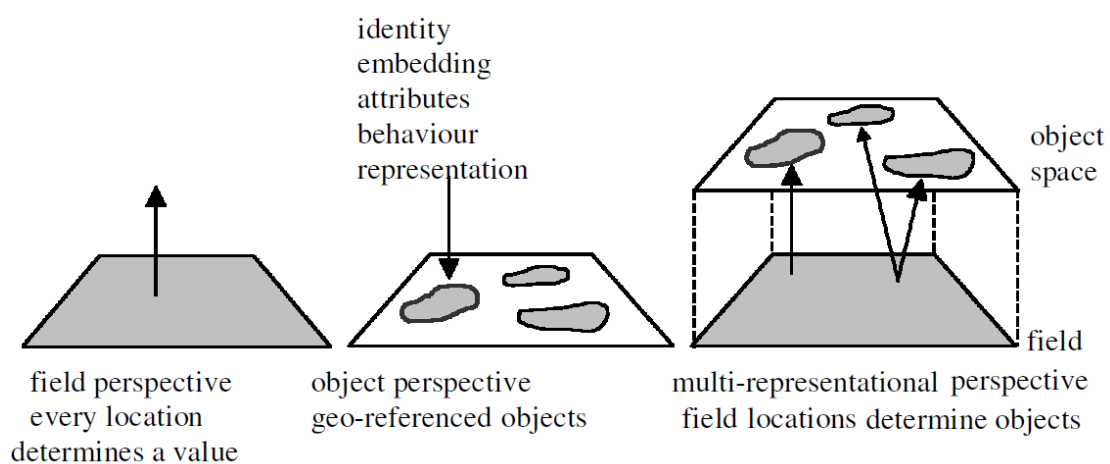 identity
embedding
attributes
behaviour
representation
object
space
field
field perspective
every location
determines a value
object perspective
geo-referenced objects
multi-representational perspective
field locations determine objects